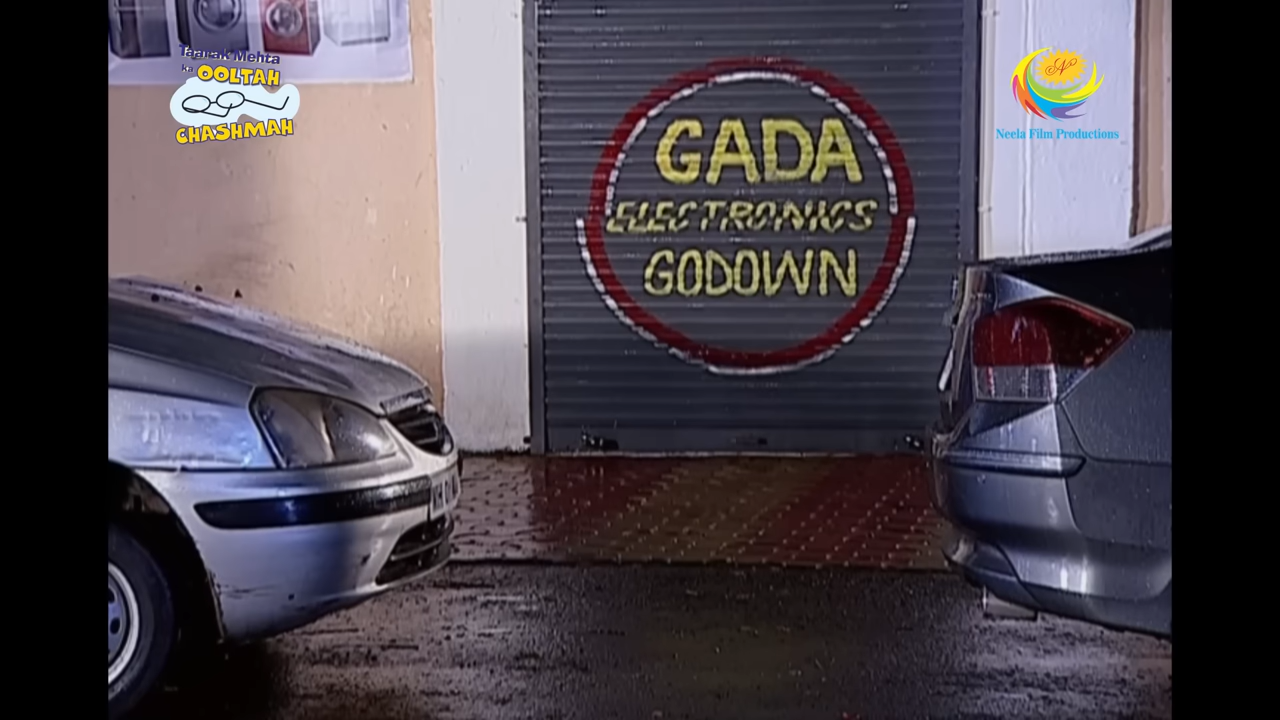 Taarak Mehta
ka OOLTAH
CHASHMAH
Neela Film Productions
GADA
ELECTRONICS
GODOWN